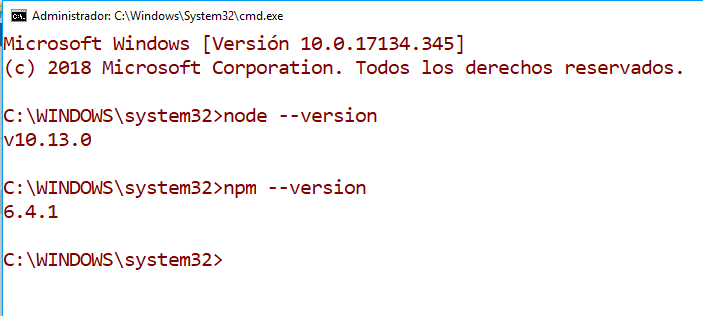 Administrador: C:\Windows\System32\cmd.exe
Microsoft Windows [Versión 10.0.17134.345]
(c) 2018 Microsoft Corporation. Todos los derechos reservados.
C:\WINDOWS\system32>node --version
v10.13.0
C:\WINDOWS\system32>npm --version
6.4.1
C:\WINDOWS\system32>